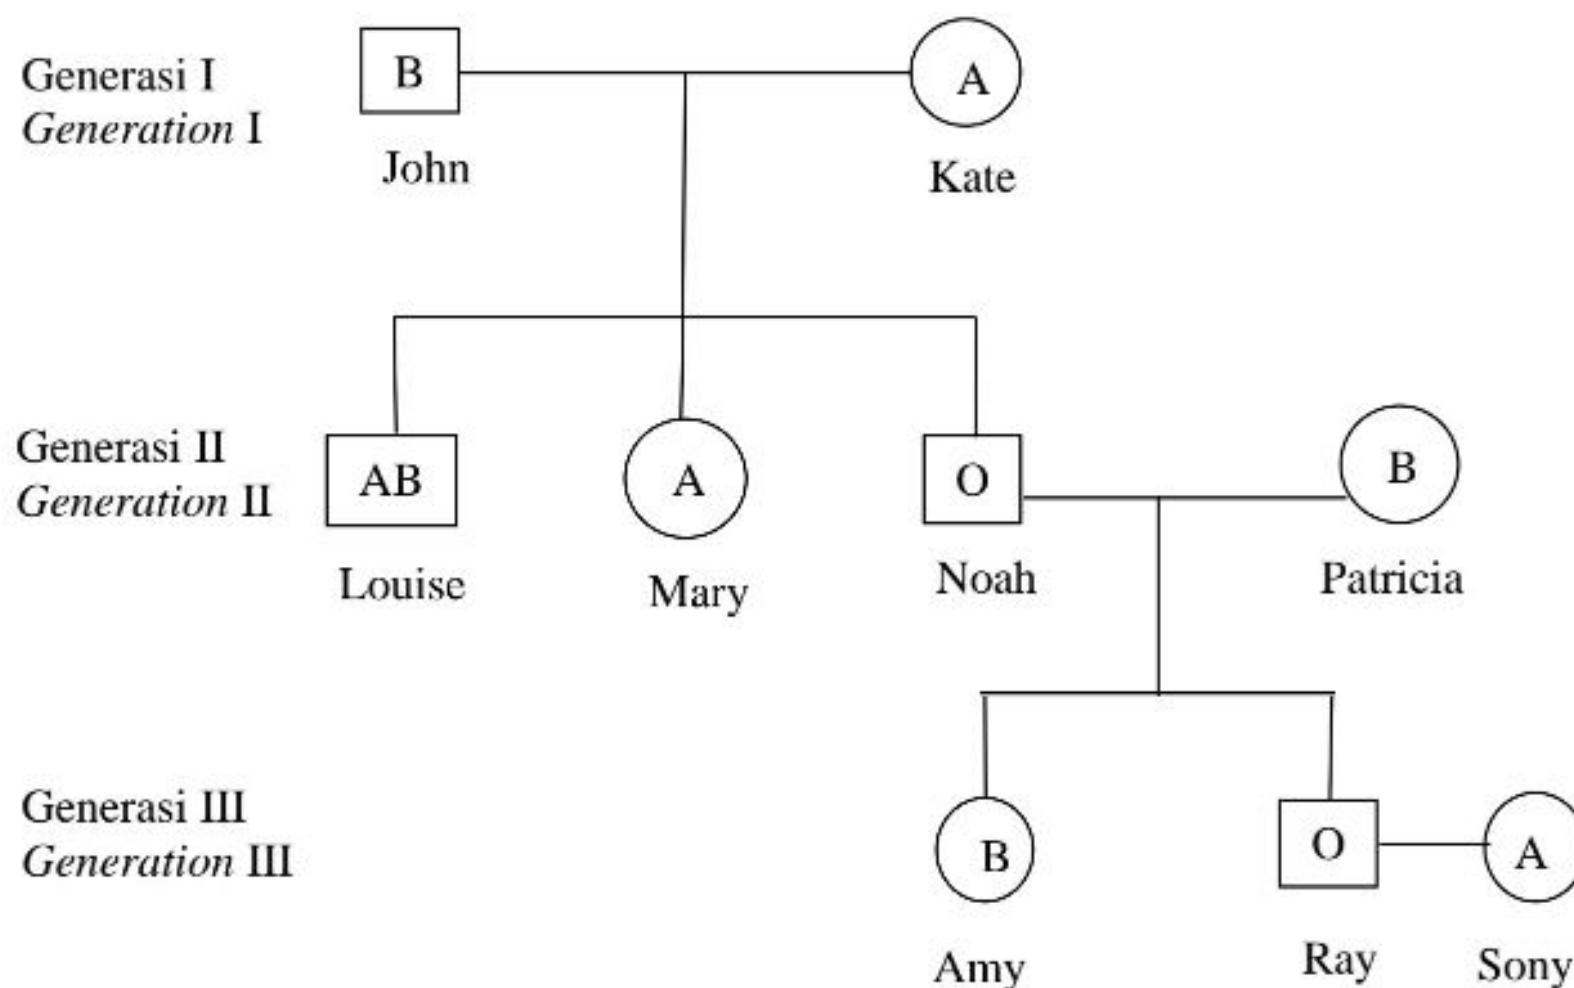 Generasi I
Generation I
B
A
John
Kate
Generasi II
Generation II
AB
A
O
B
Louise
Mary
Noah
Patricia
Generasi III
Generation III
B
O
A
Amy
Ray
Sony